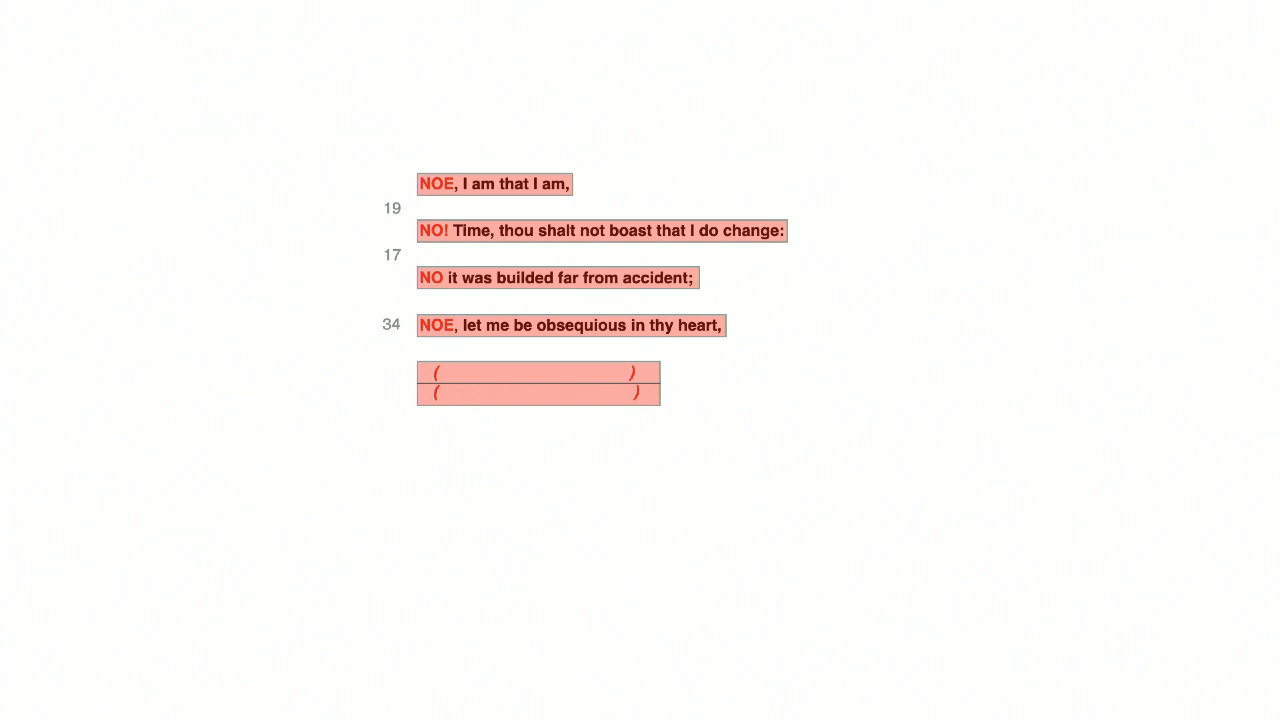 NOE, I am that I am,
19
NO! Time, thou shalt not boast that I do change:
17
NO it was builded far from accident;
34 NOE, let me be obsequious in thy heart,
( )
( )